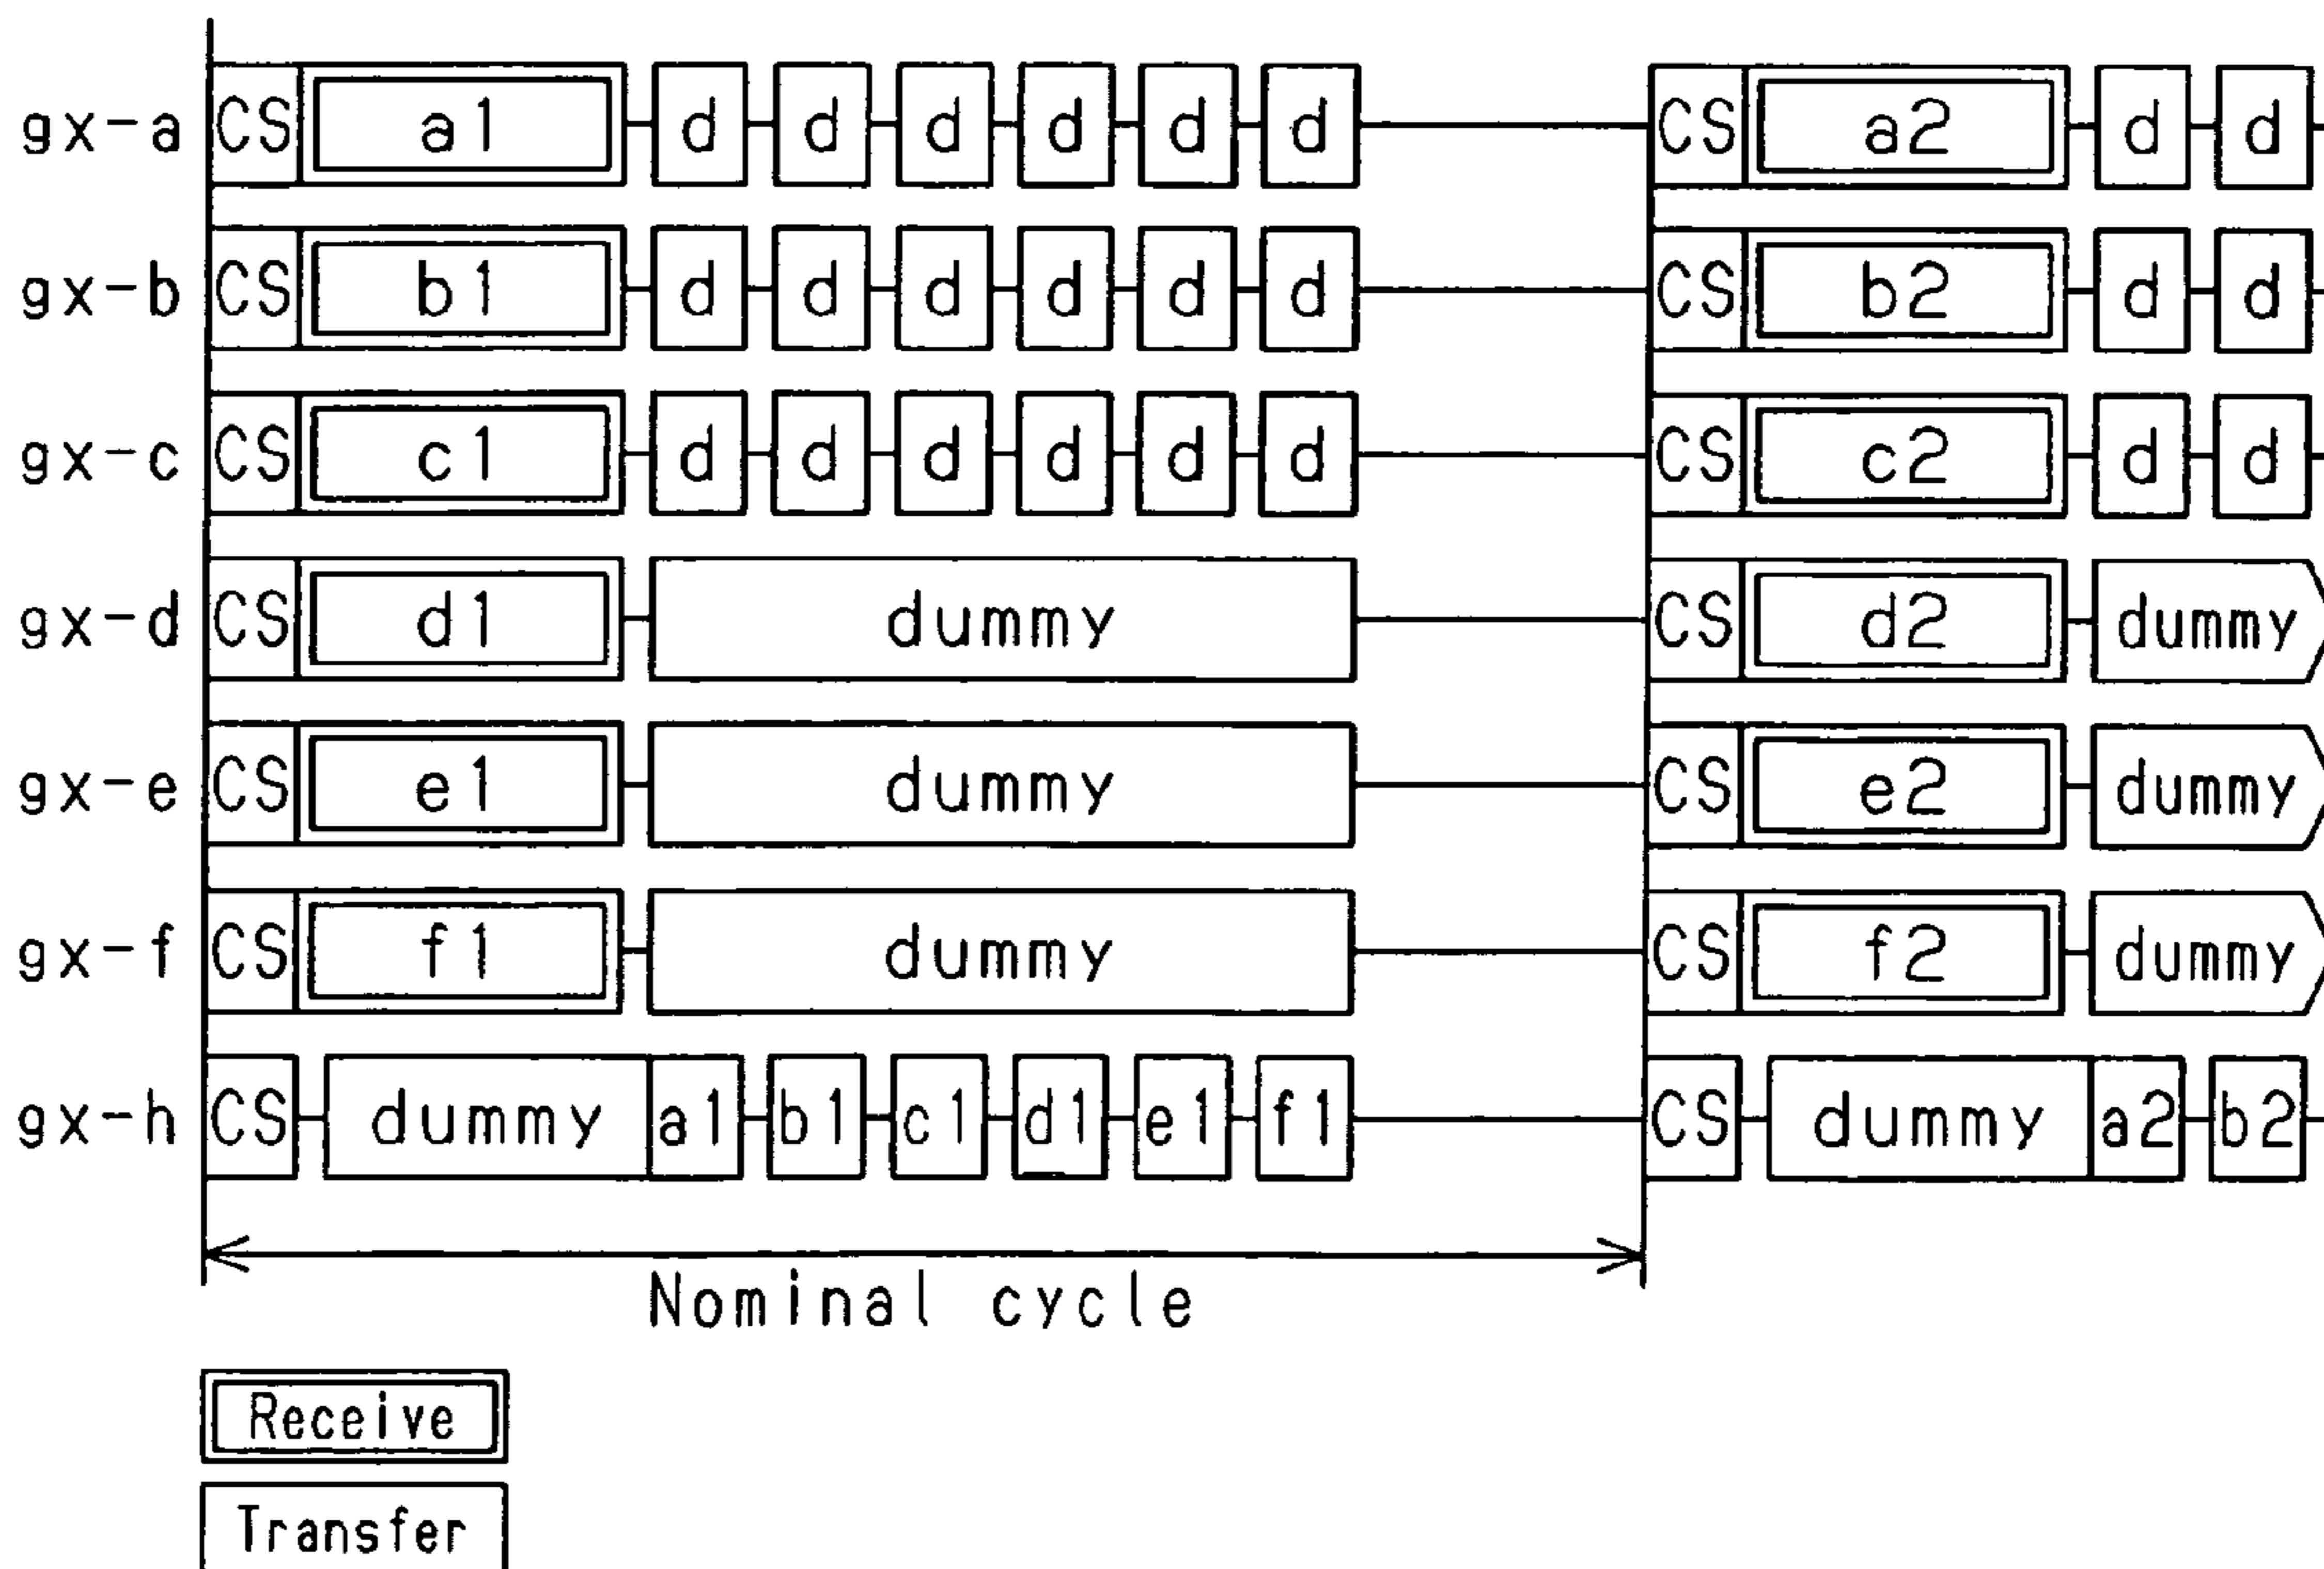 gx-a CS a1 d d d d d d CS a2 d d
gx-b CS b1 d d d d d d CS b2 d d
gx-c CS c1 d d d d d d CS c2 d d
gx-d CS d1 dummy CS d2 dummy
gx-e CS e1 dummy CS e2 dummy
gx-f CS f1 dummy CS f2 dummy
gx-h CS dummy a1 b1 c1 d1 e1 f1 CS dummy a2 b2
Nominal cycle
Receive
Transfer